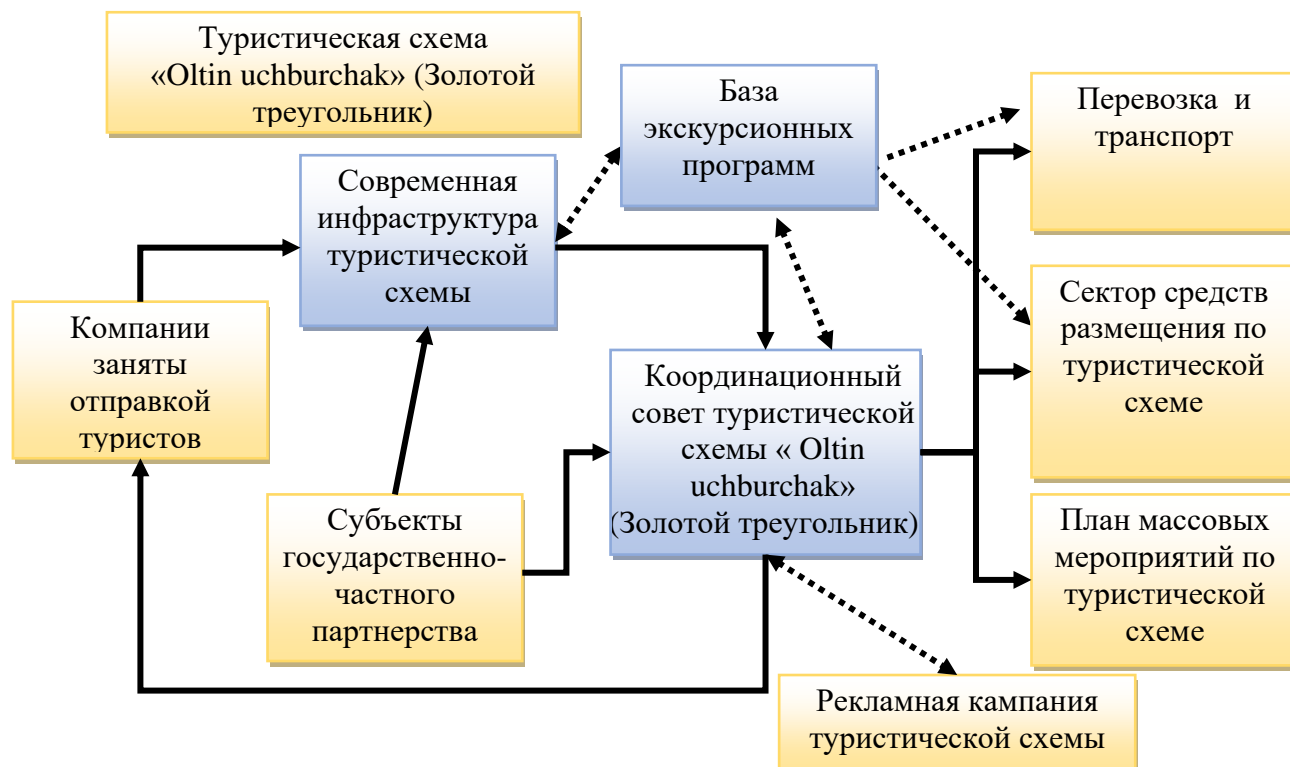 Туристическая схема
«Oltin uchburchak» (Золотой
треугольник)
База
экскурсионных
программ
Перевозка и
транспорт
Современная
инфраструктура
туристической
схемы
Сектор средств
размещения по
туристической
схеме
Компании
заняты
отправкой
туристов
Координационный
совет туристической
схемы « Oltin
uchburchak»
(Золотой треугольник)
Субъекты
государственно-
частного
партнерства
План массовых
мероприятий по
туристической
схеме
Рекламная кампания
туристической схемы